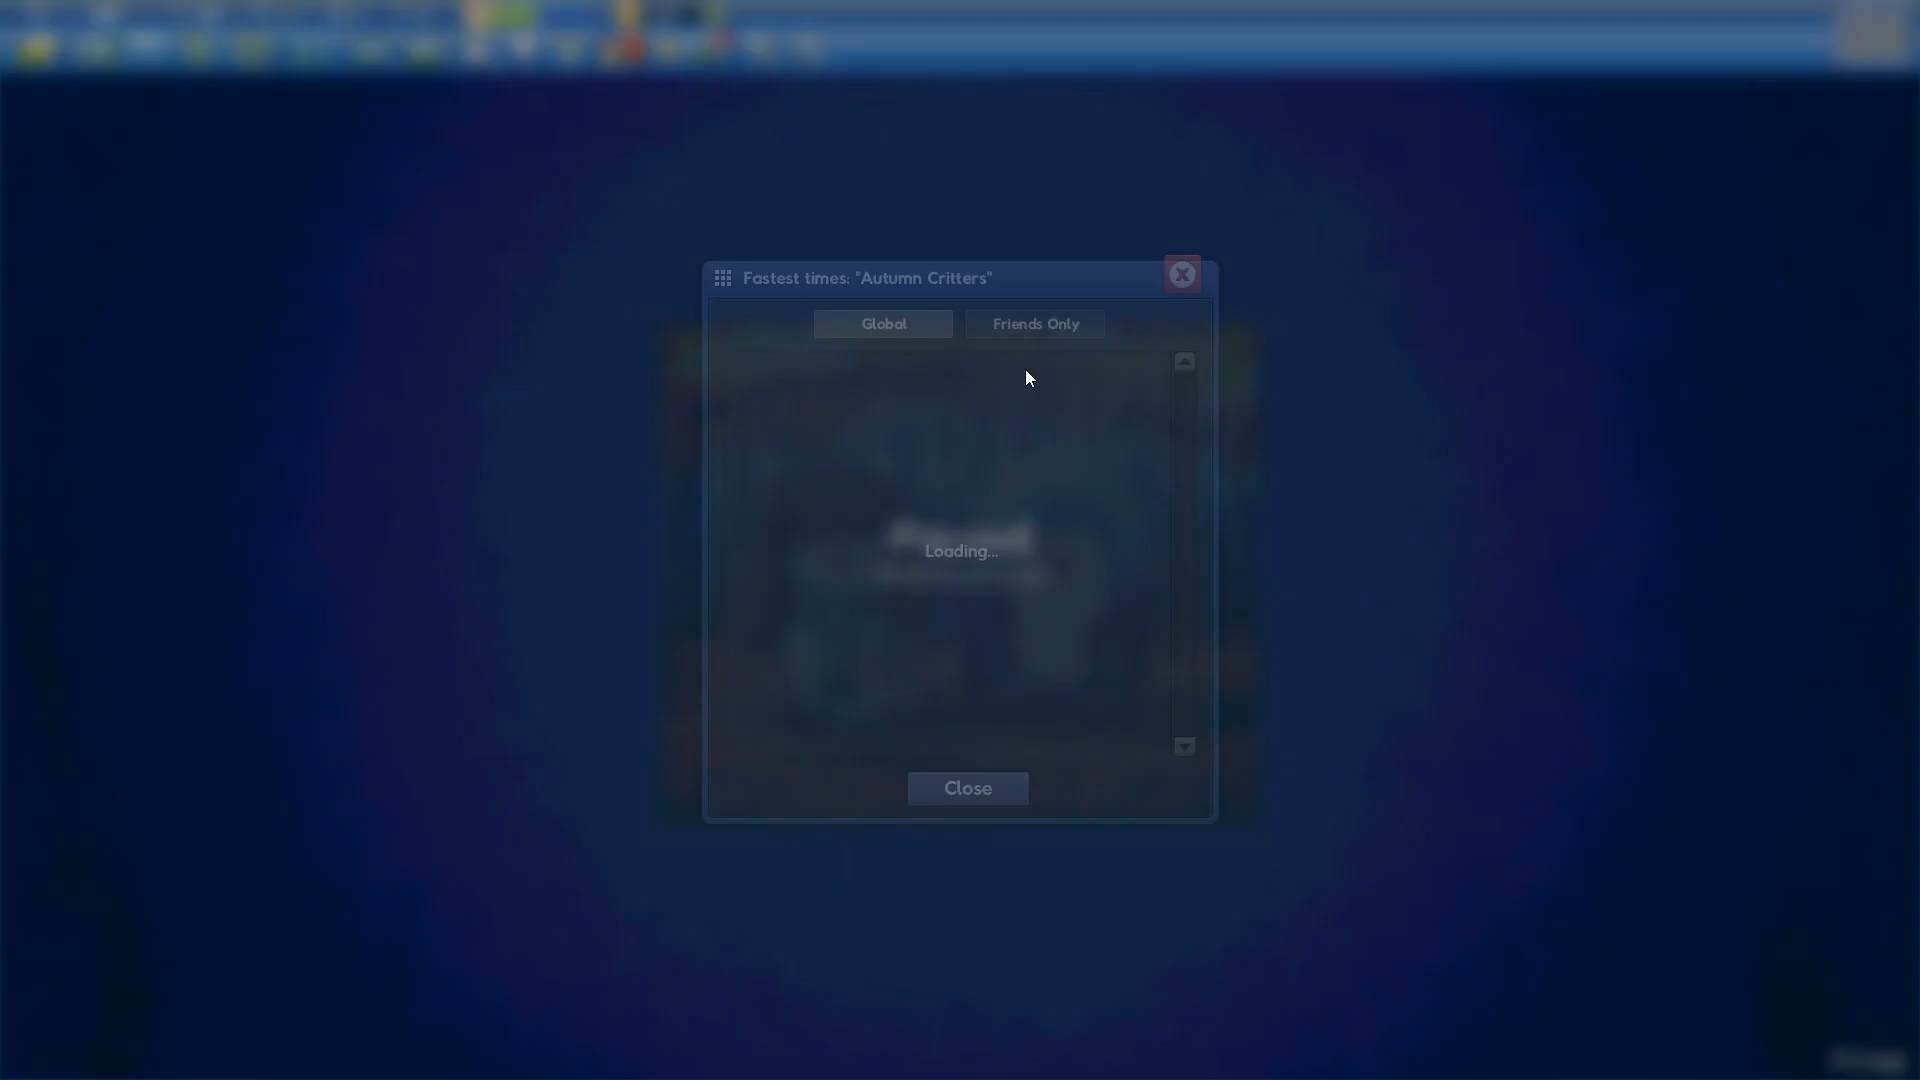 Fastest times: "Autumn Critters"
Global
Friends Only
Loading...
Close